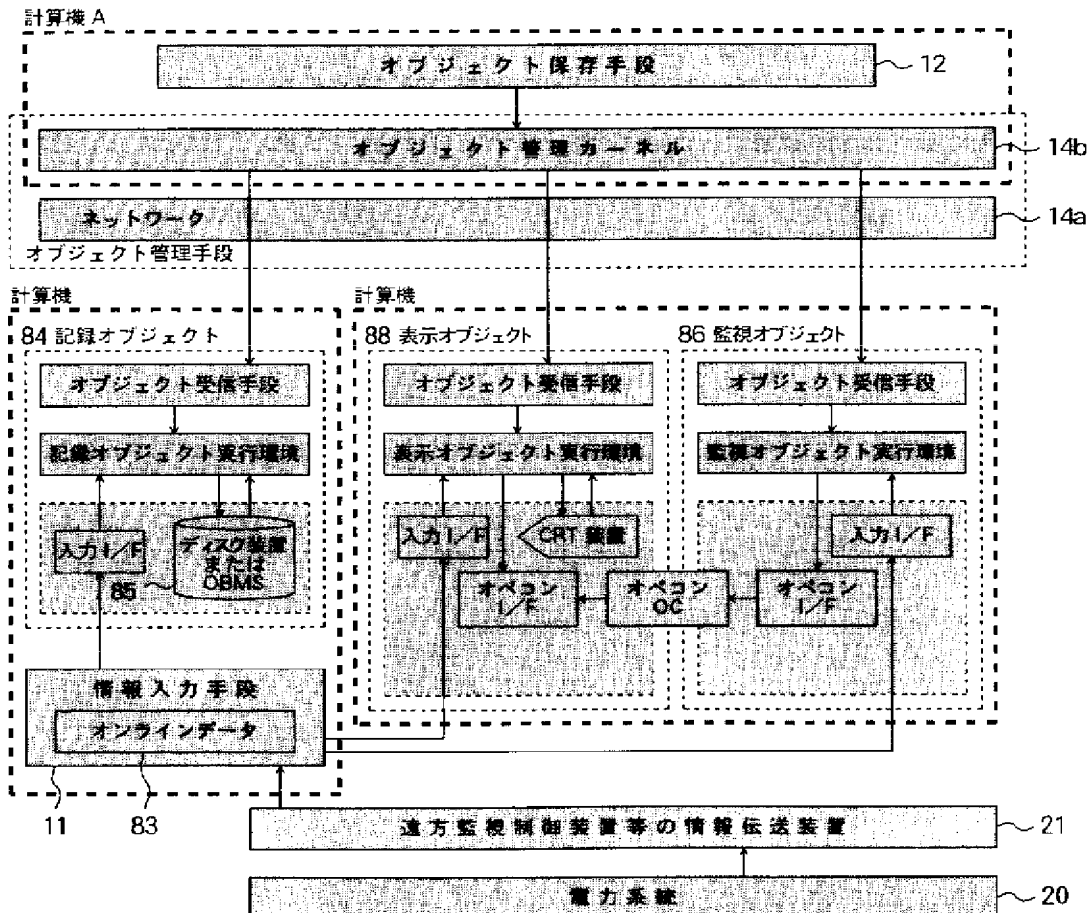 計算機 A
オブジェクト保存手段
12
オブジェクト管理カーネル
14b
ネットワーク
14a
オブジェクト管理手段
計算機
計算機
84 記録オブジェクト
88 表示オブジェクト
86 監視オブジェクト
オブジェクト受信手段
オブジェクト受信手段
オブジェクト受信手段
記録オブジェクト実行環境
表示オブジェクト実行環境
監視オブジェクト実行環境
入力 I/F
ディスク装置
または
DBMS
85
入力 I/F
CRT 装置
入力 I/F
オペコン
I/F
オペコン
OC
オペコン
I/F
情報入力手段
オンラインデータ
11
83
遠方監視制御装置等の情報伝送装置
21
電力系統
20